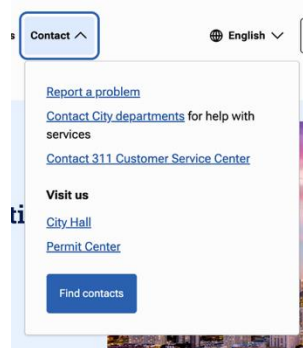 s Contact English
Report a problem
Contact City departments for help with
services
Contact 311 Customer Service Center
Visit us
ti
City Hall
Permit Center
Find contacts